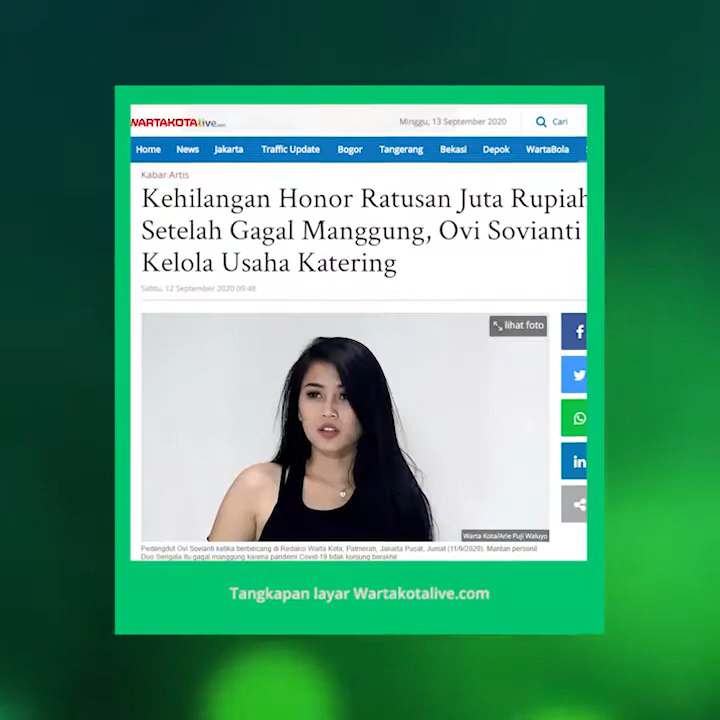 WARTAKOTAlive.com
Minggu, 13 September 2020
Cari
Home News Jakarta Traffic Update Bogor Tangerang Bekasi Depok WartaBola
Kabar Artis
Kehilangan Honor Ratusan Juta Rupiah
Setelah Gagal Manggung, Ovi Sovianti
Kelola Usaha Katering
Sabtu, 12 September 2020 09:48
lihat foto
f
in
Warta Kota/Arie Puji Waluyo
Pedangdut Ovi Sovianti ketika berbincang di Redaksi Warta Kota, Palmerah, Jakarta Pusat, Jumat (11/9/2020). Mantan personil
Duo Serigala itu gagal manggung karena pandemi Covid-19 tidak kunjung berakhir.
Tangkapan layar Wartakotalive.com